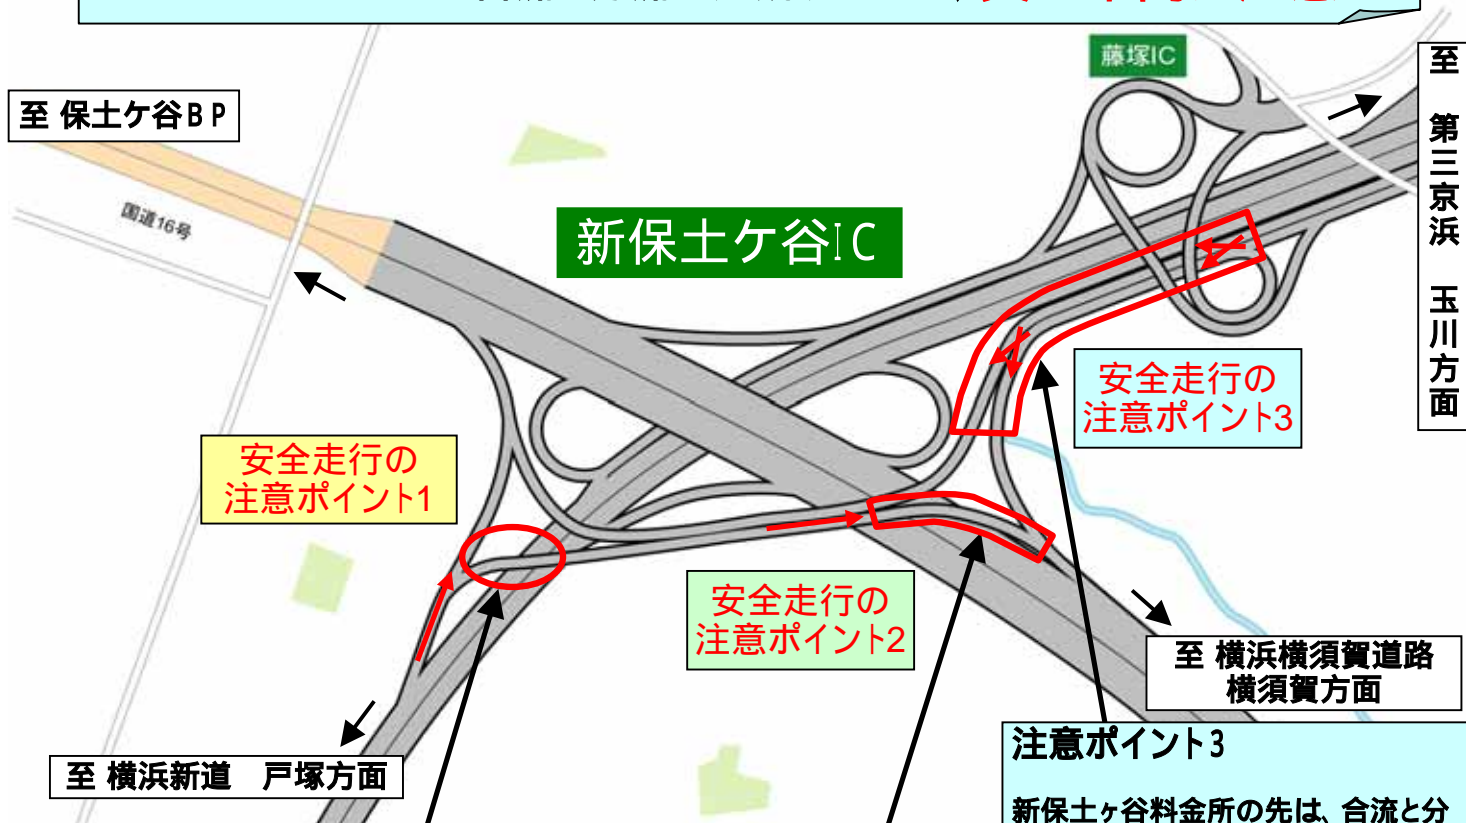 藤塚IC
至 保土ケ谷BP
至 第三京浜 玉川方面
国道16号
新保土ケ谷IC
安全走行の
注意ポイント3
安全走行の
注意ポイント1
安全走行の
注意ポイント2
至 横浜横須賀道路
横須賀方面
至 横浜新道 戸塚方面
注意ポイント3
新保土ヶ谷料金所の先は、合流と分